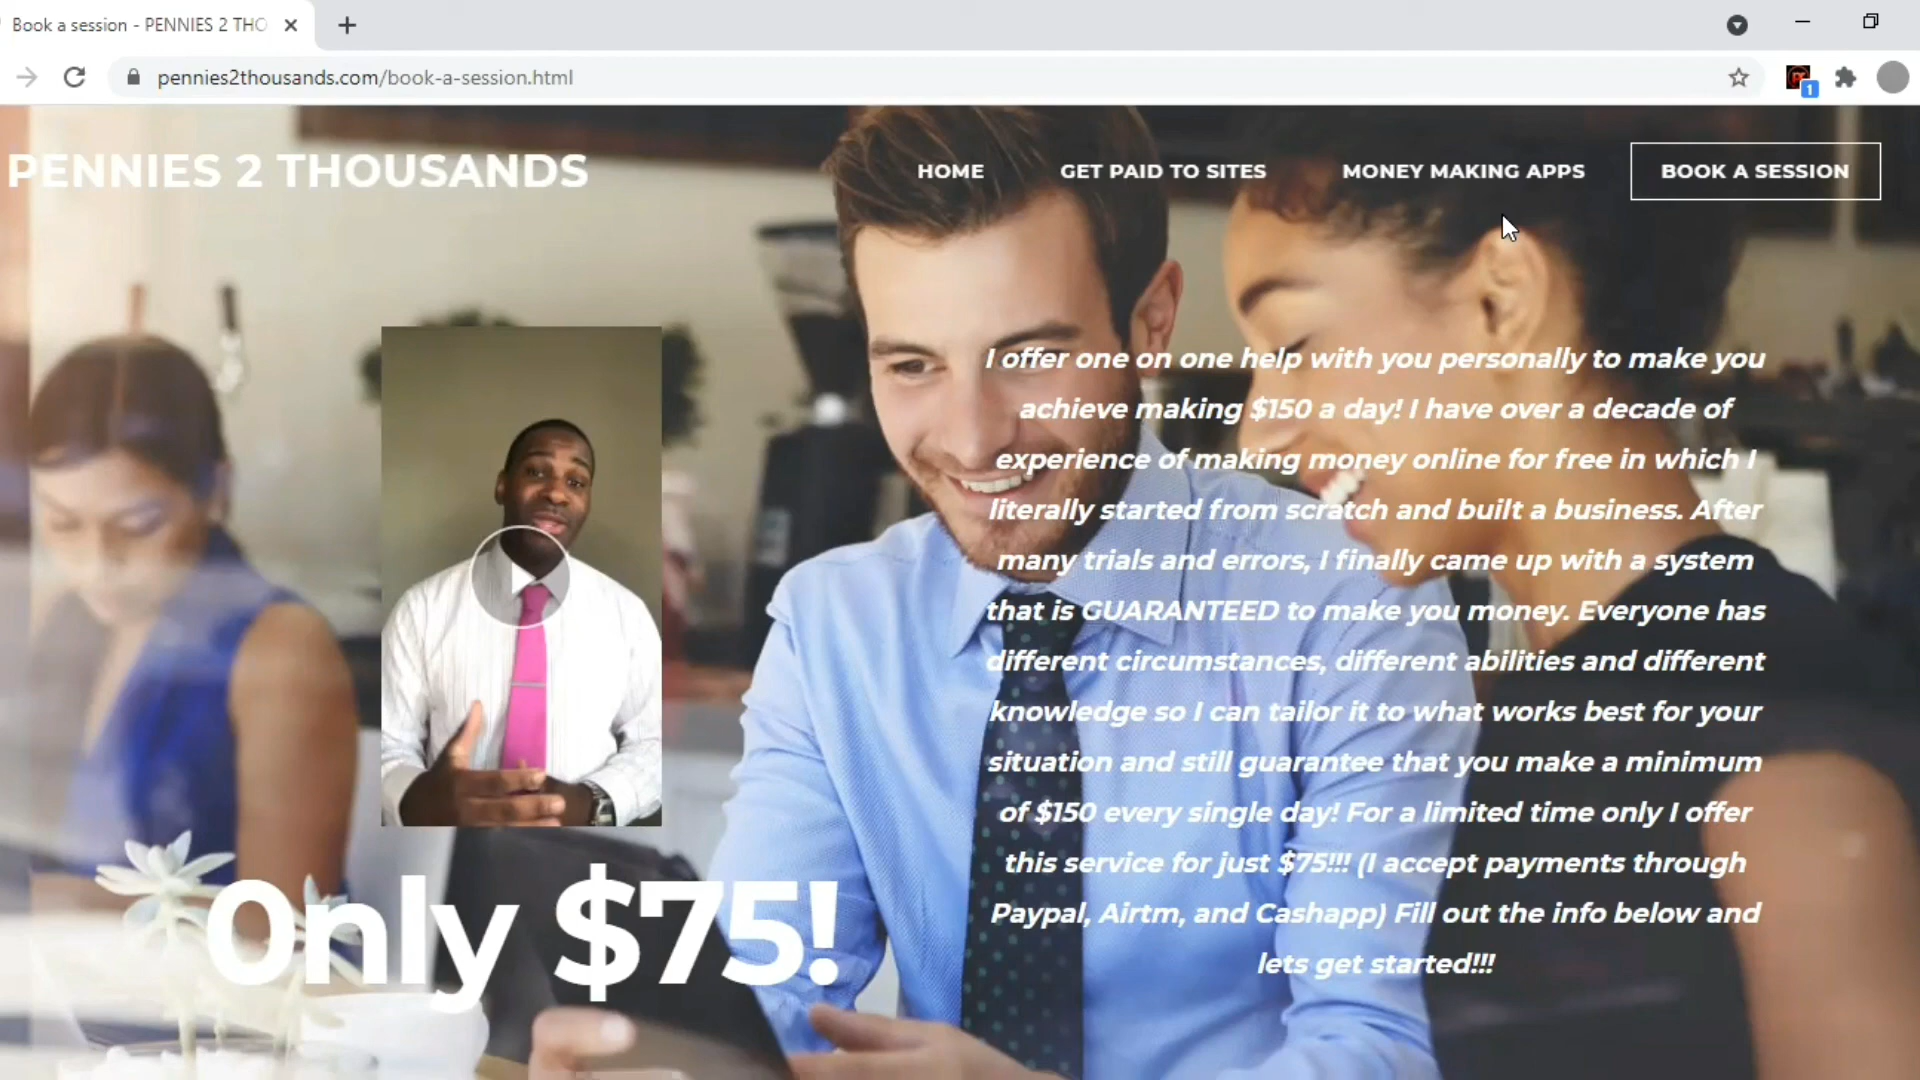 Book a session - PENNIES 2 THO
pennies2thousands.com/book-a-session.html
1
PENNIES 2 THOUSANDS
HOME
GET PAID TO SITES
MONEY MAKING APPS
BOOK A SESSION
I offer one on one help with you personally to make you
achieve making $150 a day! I have over a decade of
experience of making money online for free in which I
literally started from scratch and built a business. After
many trials and errors, I finally came up with a system
that is GUARANTEED to make you money. Everyone has
different circumstances, different abilities and different
knowledge so I can tailor it to what works best for your
situation and still guarantee that you make a minimum
of $150 every single day! For a limited time only I offer
this service for just $75!!! (I accept payments through
Paypal, Airtm, and Cashapp) Fill out the info below and
lets get started!!!
Only $75!